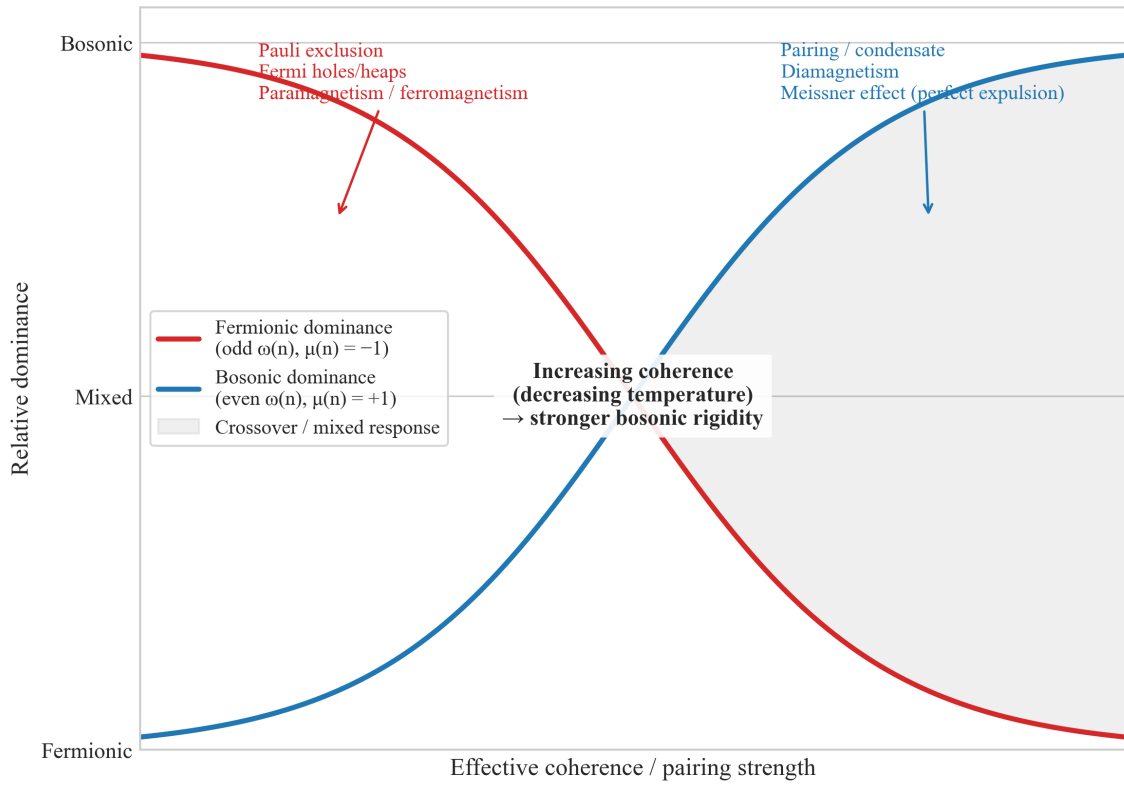 Bosonic
Pauli exclusion
Fermi holes/heaps
Paramagnetism / ferromagnetism
Pairing / condensate
Diamagnetism
Meissner effect (perfect expulsion)
Relative dominance
Fermionic dominance
(odd ω(n), μ(n) = −1)
Bosonic dominance
(even ω(n), μ(n) = +1)
Crossover / mixed response
Mixed
Increasing coherence
(decreasing temperature)
→ stronger bosonic rigidity
Fermionic
Effective coherence / pairing strength